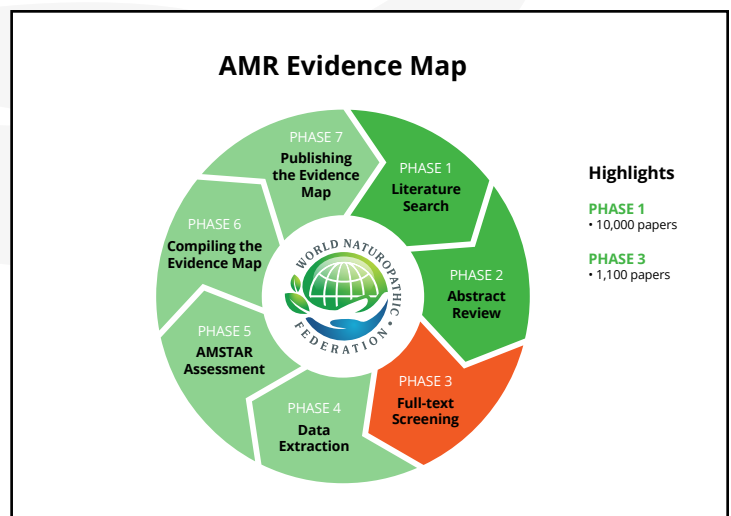 AMR Evidence Map
PHASE 1
Literature
Search
PHASE 2
Abstract
Review
PHASE 3
Full-text
Screening
PHASE 4
Data
Extraction
PHASE 5
AMSTAR
Assessment
PHASE 6
Compiling the
Evidence Map
PHASE 7
Publishing
the Evidence
Map
WORLD NATUROPATHIC
FEDERATION
Highlights
PHASE 1
• 10,000 papers
PHASE 3
• 1,100 papers